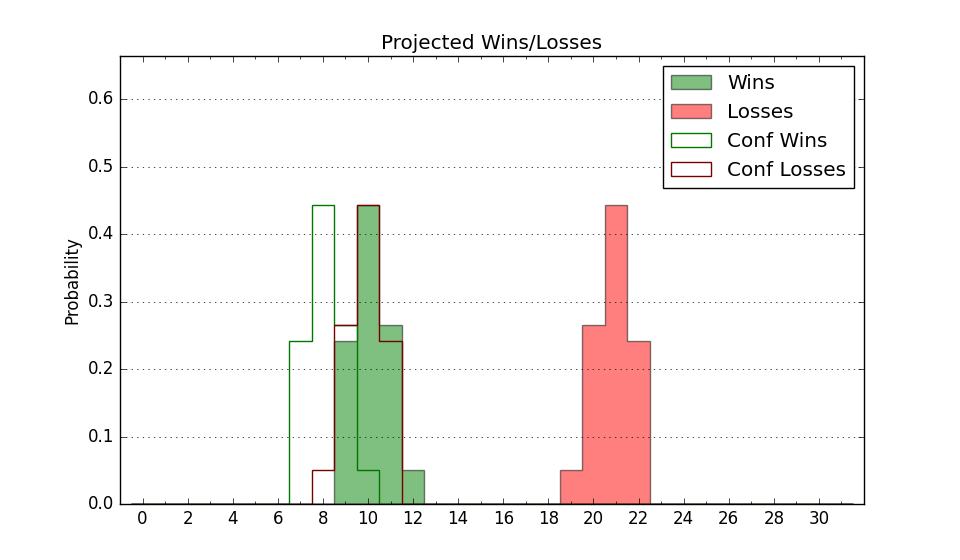 Projected Wins/Losses
Wins
Losses
Conf Wins
Conf Losses
Probability
0.6
0.5
0.4
0.3
0.2
0.1
0.0
0 2 4 6 8 10 12 14 16 18 20 22 24 26 28 30